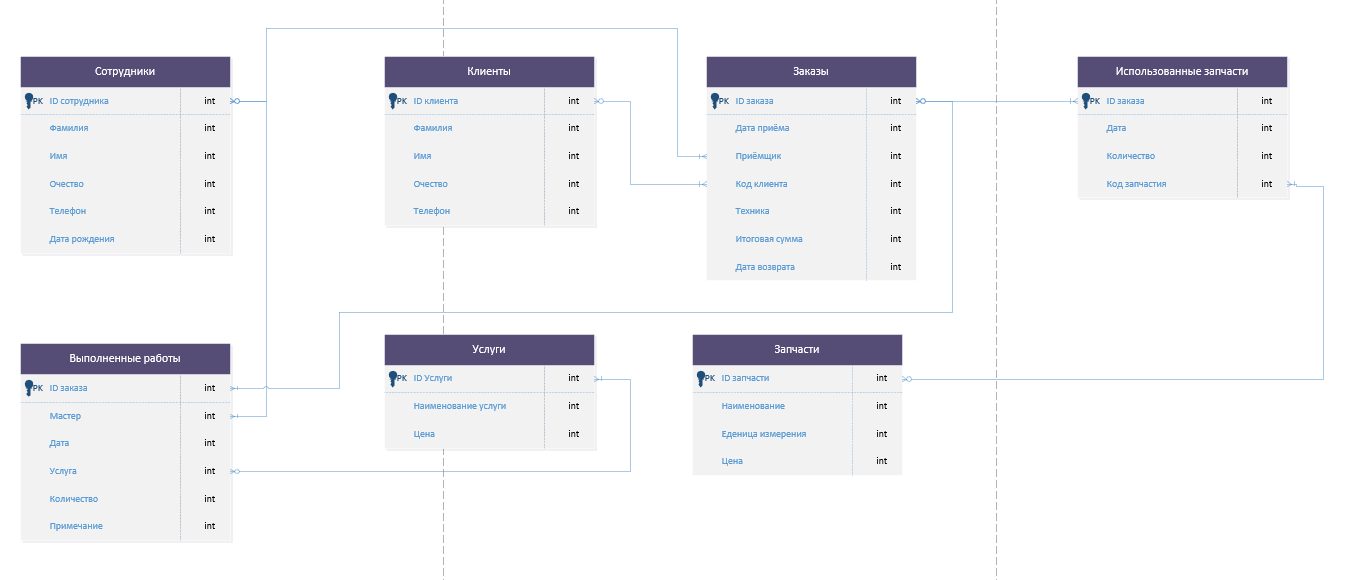 Сотрудники
PK ID сотрудника int
Фамилия int
Имя int
Очество int
Телефон int
Дата рождения int
Клиенты
PK ID клиента int
Фамилия int
Имя int
Очество int
Телефон int
Заказы
PK ID заказа int
Дата приёма int
Приёмщик int
Код клиента int
Техника int
Итоговая сумма int
Дата возврата int
Использованные запчасти
PK ID заказа int
Дата int
Количество int
Код запчастия int
Выполненные работы
PK ID заказа int
Мастер int
Дата int
Услуга int
Количество int
Примечание int
Услуги
PK ID Услуги int
Наименование услуги int
Цена int
Запчасти
PK ID запчасти int
Наименование int
Еденица измерения int
Цена int